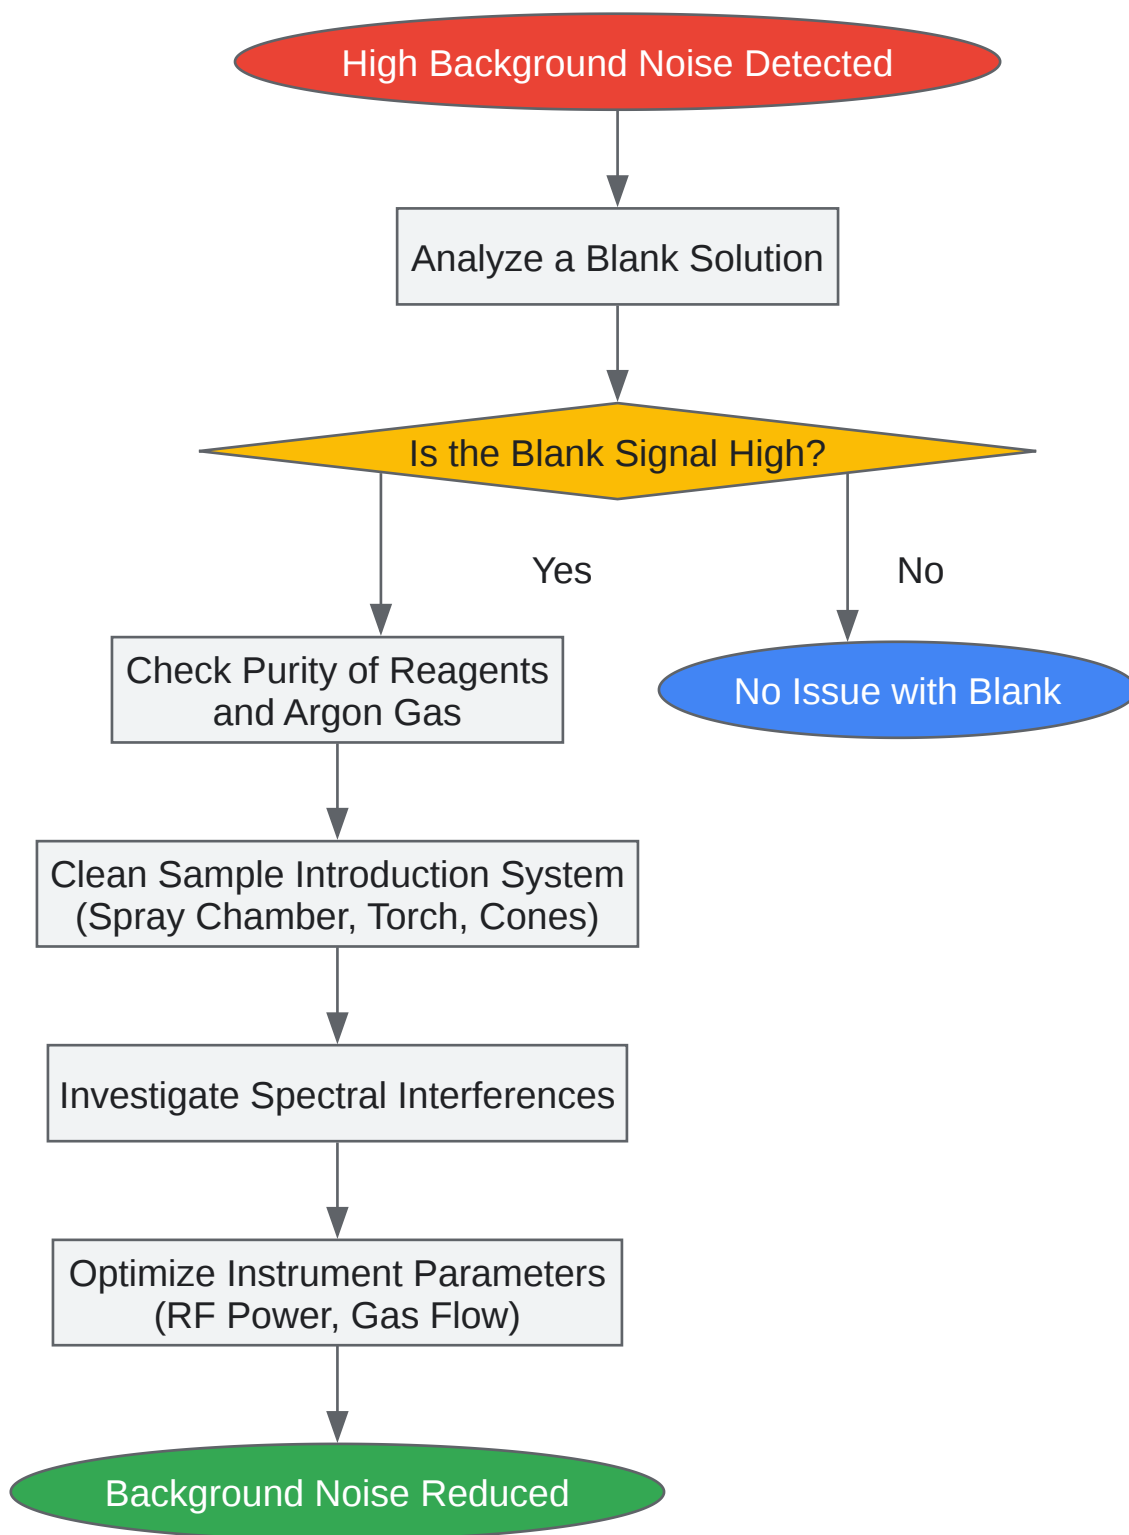 High Background Noise Detected
Analyze a Blank Solution
Is the Blank Signal High?
Yes
No
Check Purity of Reagents
and Argon Gas
No Issue with Blank
Clean Sample Introduction System
(Spray Chamber, Torch, Cones)
Investigate Spectral Interferences
Optimize Instrument Parameters
(RF Power, Gas Flow)
Background Noise Reduced